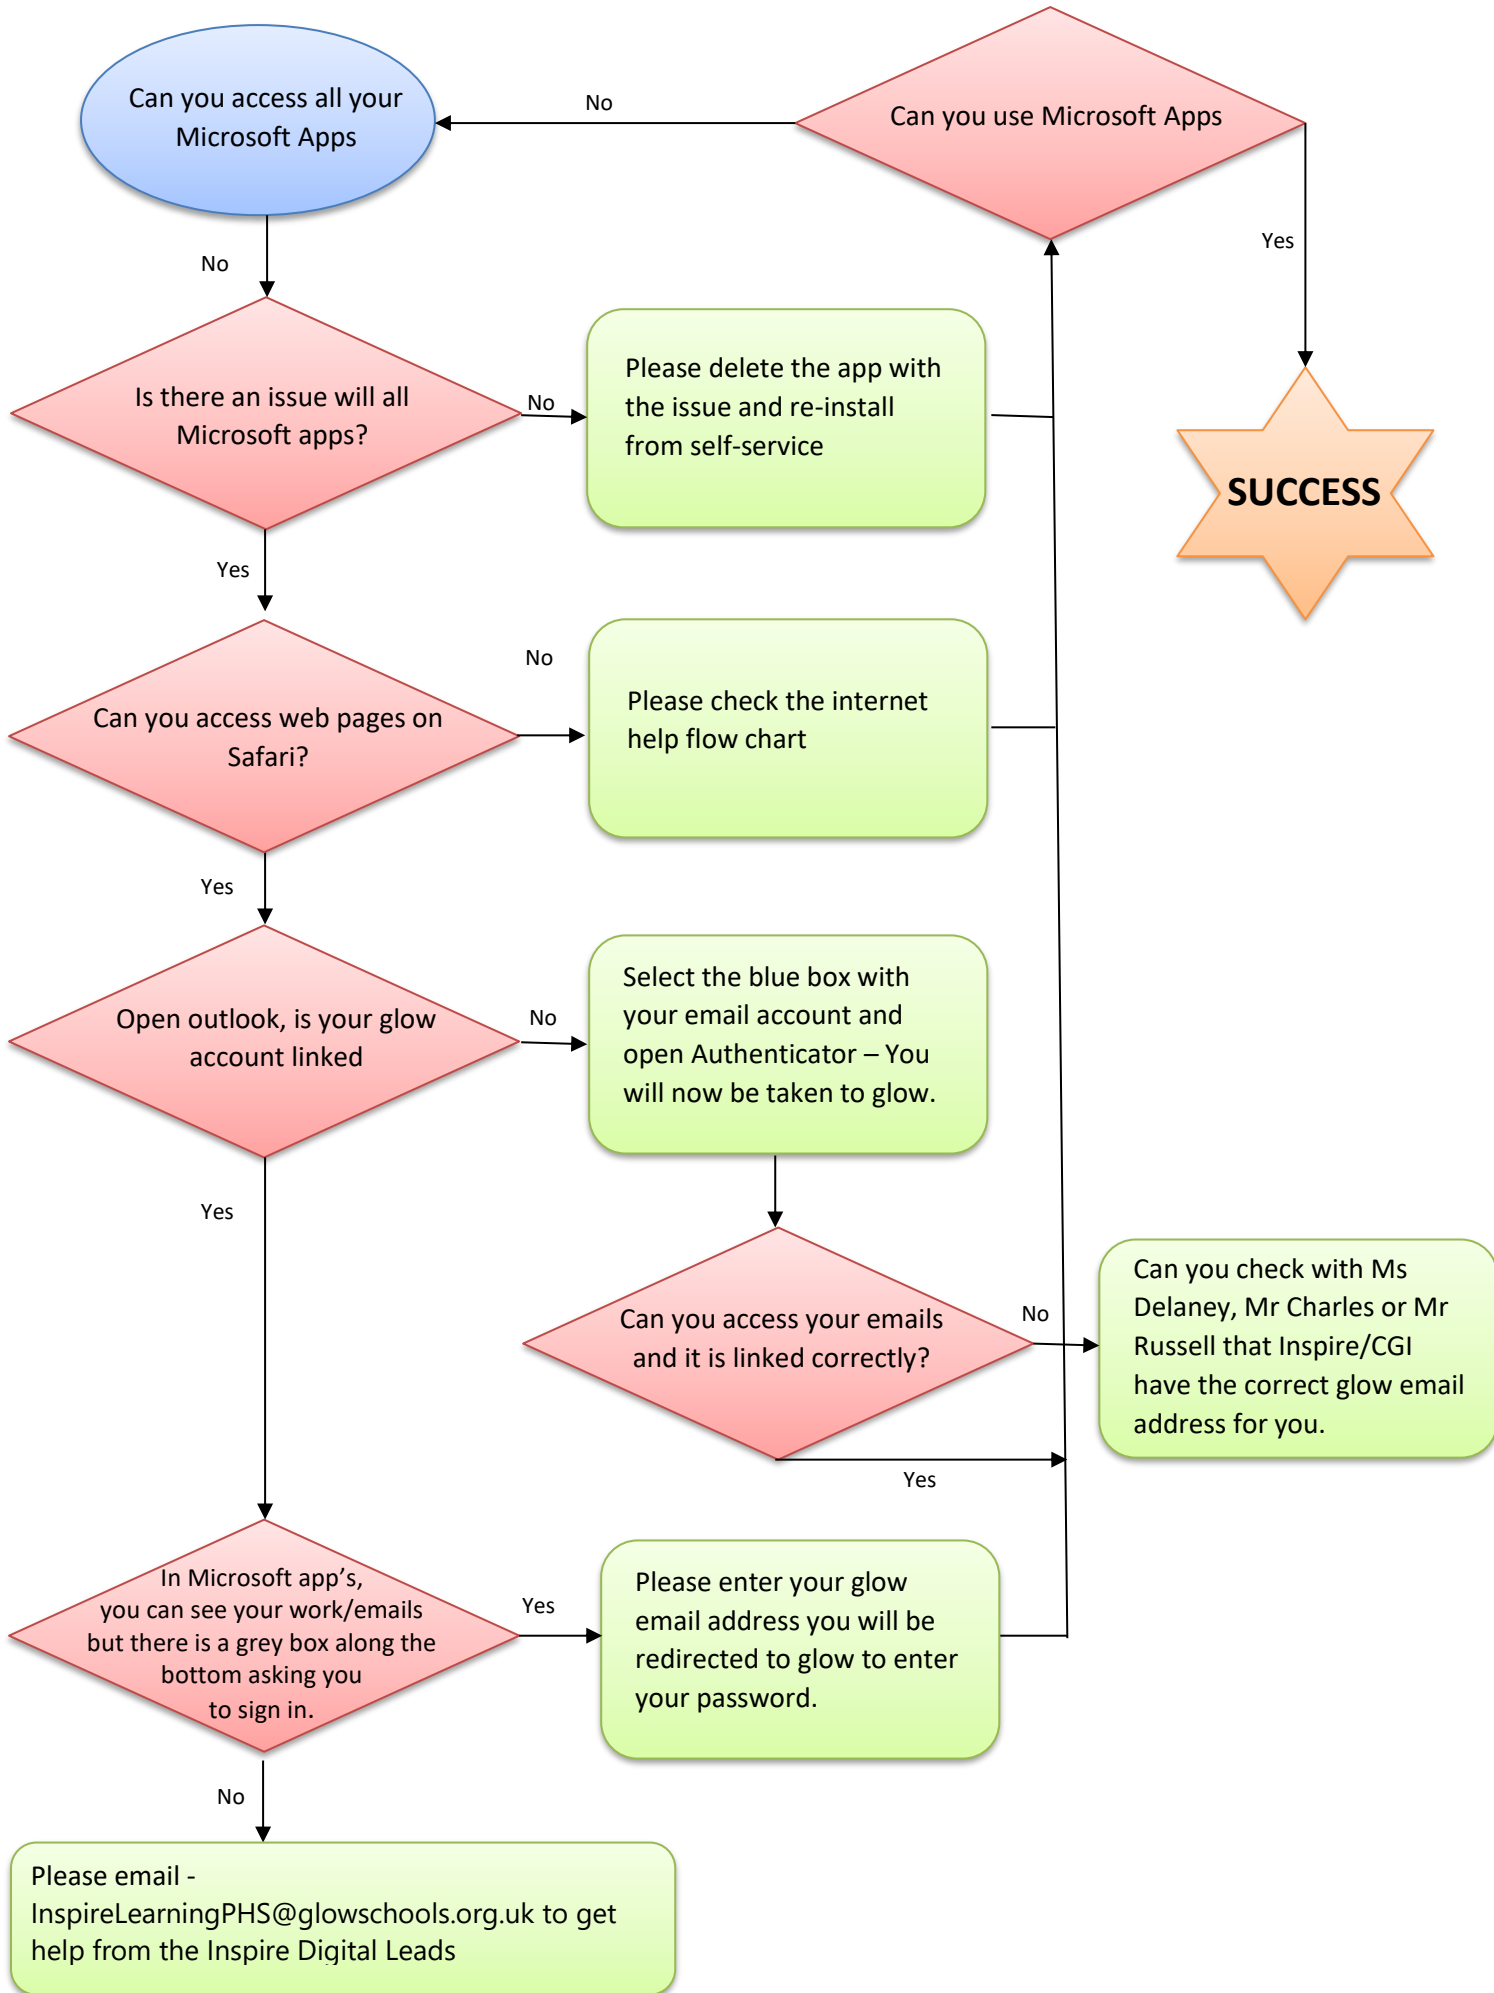 Can you access all your
Microsoft Apps
No
Can you use Microsoft Apps
Yes
No
Is there an issue will all
Microsoft apps?
No
Please delete the app with
the issue and re-install
from self-service
SUCCESS
Yes
Can you access web pages on
Safari?
No
Please check the internet
help flow chart
Yes
Open outlook, is your glow
account linked
No
Select the blue box with
your email account and
open Authenticator – You
will now be taken to glow.
Yes
Can you access your emails
and it is linked correctly?
No
Can you check with Ms
Delaney, Mr Charles or Mr
Russell that Inspire/CGI
have the correct glow email
address for you.
Yes
In Microsoft app's,
you can see your work/emails
but there is a grey box along the
bottom asking you
to sign in.
Yes
Please enter your glow
email address you will be
redirected to glow to enter
your password.
No
Please email -
InspireLearningPHS@glowschools.org.uk to get
help from the Inspire Digital Leads